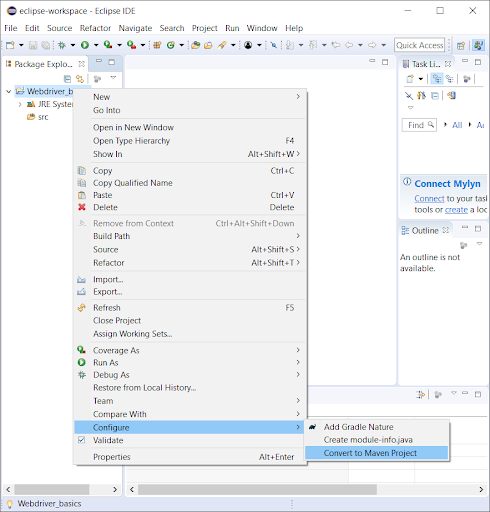 eclipse-workspace - Eclipse IDE
File Edit Source Refactor Navigate Search Project Run Window Help
Quick Access
Package Explo...
Task Li...
Webdriver_b
JRE System
src
New
Go Into
Open in New Window
Open Type Hierarchy F4
Show In Alt+Shift+W
Copy Ctrl+C
Copy Qualified Name
Paste Ctrl+V
Delete Delete
Remove from Context Ctrl+Alt+Shift+Down
Build Path
Source Alt+Shift+S
Refactor Alt+Shift+T
Import...
Export...
Refresh F5
Close Project
Assign Working Sets...
Coverage As
Run As
Debug As
Restore from Local History...
Team
Compare With
Configure
Validate
Properties Alt+Enter
Add Gradle Nature
Create module-info.java
Convert to Maven Project
Find All Ac
Connect Mylyn
Connect to your task
tools or create a loc
Outline
An outline is not
available.
Webdriver_basics